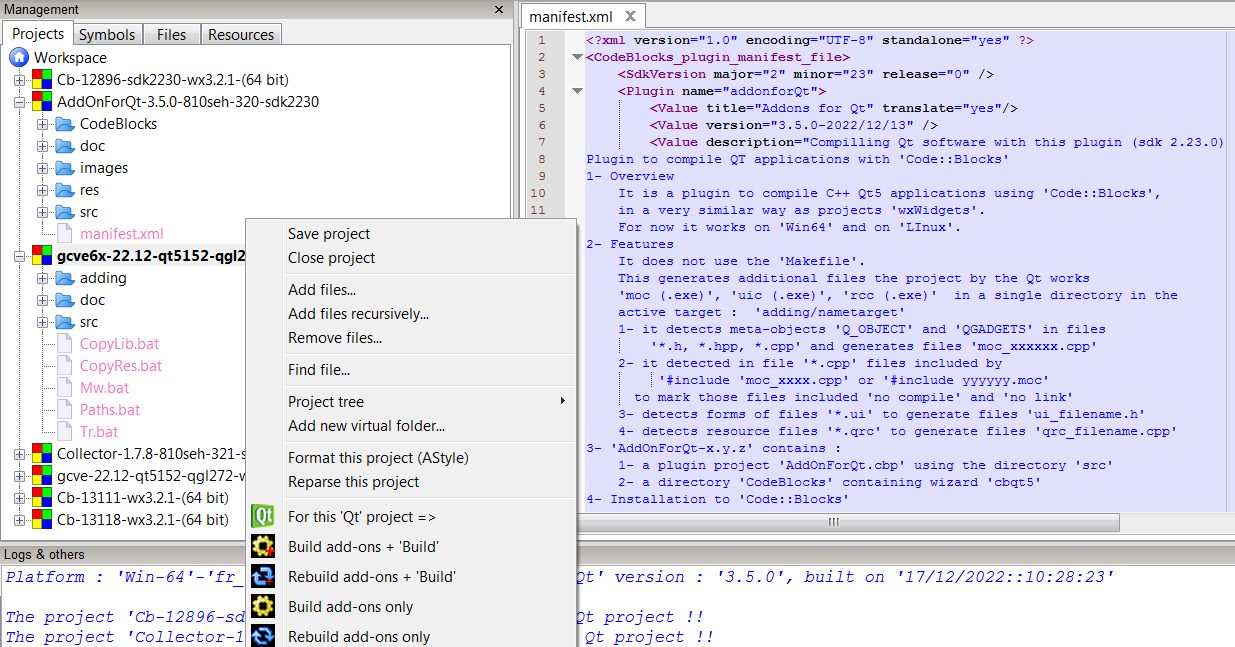 Management
Projects
Symbols
Files
Resources
Workspace
Cb-12896-sdk2230-wx3.2.1-(64 bit)
AddOnForQt-3.5.0-810seh-320-sdk2230
CodeBlocks
doc
images
res
src
manifest.xml
gcve6x-22.12-qt5152-qgl2
adding
doc
src
CopyLib.bat
CopyRes.bat
Mw.bat
Paths.bat
Tr.bat
Collector-1.7.8-810seh-321-s
gcve-22.12-qt5152-qgl272-w
Cb-13111-wx3.2.1-(64 bit)
Cb-13118-wx3.2.1-(64 bit)
Save project
Close project
Add files...
Add files recursively...
Remove files...
Find file...
Project tree
Add new virtual folder...
Format this project (AStyle)
Reparse this project
Qt For this 'Qt' project =>
Build add-ons + 'Build'
Rebuild add-ons + 'Build'
Build add-ons only
Rebuild add-ons only
manifest.xml
1 <?xml version="1.0" encoding="UTF-8" standalone="yes" ?>
2 <CodeBlocks_plugin_manifest_file>
3 <SdkVersion major="2" minor="23" release="0" />
4 <Plugin name="addonforQt">
5 <Value title="Addons for Qt" translate="yes"/>
6 <Value version="3.5.0-2022/12/13" />
7 <Value description="Compilling Qt software with this plugin (sdk 2.23.0)
8 Plugin to compile QT applications with 'Code::Blocks'
9 1- Overview
10 It is a plugin to compile C++ Qt5 applications using 'Code::Blocks',
11 in a very similar way as projects 'wxWidgets'.
For now it works on 'Win64' and on 'LInux'.
2- Features
It does not use the 'Makefile'.
This generates additional files the project by the Qt works
'moc (.exe)', 'uic (.exe)', 'rcc (.exe)' in a single directory in the
active target : 'adding/nametarget'
1- it detects meta-objects 'Q_OBJECT' and 'QGADGETS' in files
'*.h, *.hpp, *.cpp' and generates files 'moc_xxxxxx.cpp'
2- it detected in file '*.cpp' files included by
'#include 'moc_xxxx.cpp' or '#include yyyyyy.moc'
to mark those files included 'no compile' and 'no link'
3- detects forms of files '*.ui' to generate files 'ui_filename.h'
4- detects resource files '*.qrc' to generate files 'qrc_filename.cpp'
3- 'AddOnForQt-x.y.z' contains :
1- a plugin project 'AddOnForQt.cbp' using the directory 'src'
2- a directory 'CodeBlocks' containing wizard 'cbqt5'
4- Installation to 'Code::Blocks'
Logs & others
Platform : 'Win-64'-'fr_ Qt' version : '3.5.0', built on '17/12/2022::10:28:23'
The project 'Cb-12896-sd Qt project !!
The project 'Collector-1 Qt project !!